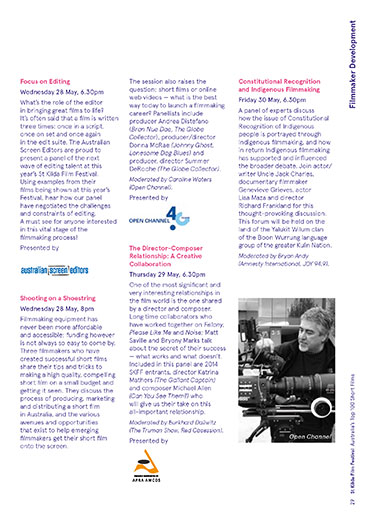 Focus on Editing
Wednesday 28 May, 6.30pm
What's the role of the editor
in bringing great films to life?
It's often said that a film is written
three times: once in a script,
once on set and once again
in the edit suite. The Australian
Screen Editors are proud to
present a panel of the next
wave of editing talent at this
year's St Kilda Film Festival.
Using examples from their
films being shown at this year's
Festival, hear how our panel
have negotiated the challenges
and constraints of editing.
A must see for anyone interested
in this vital stage of the
filmmaking process!
Presented by
australian screen editors
Shooting on a Shoestring
Wednesday 28 May, 8pm
Filmmaking equipment has
never been more affordable
and accessible; funding however
is not always so easy to come by.
Three filmmakers who have
created successful short films
share their tips and tricks to
making a high quality, compelling
short film on a small budget and
getting it seen. They discuss the
process of producing, marketing
and distributing a short film
in Australia, and the various
avenues and opportunities
that exist to help emerging
filmmakers get their short film
onto the screen.
The session also raises the
question: short films or online
web videos – what is the best
way today to launch a filmmaking
career? Panellists include
producer Andrea Distefano
(Bran Nue Dae, The Globe
Collector), producer/director
Donna McRae (Johnny Ghost,
Lonesome Dog Blues) and
producer, director Summer
DeRoche (The Globe Collector).
Moderated by Caroline Waters
(Open Channel).
Presented by
OPEN CHANNEL
The Director-Composer
Relationship: A Creative
Collaboration
Thursday 29 May, 6.30pm
One of the most significant and
very interesting relationships in
the film world is the one shared
by a director and composer.
Long time collaborators who
have worked together on Felony,
Please Like Me and Noise; Matt
Saville and Bryony Marks talk
about the secret of their success
– what works and what doesn't.
Included in this panel are 2014
SKFF entrants, director Katrina
Mathers (The Gallant Captain)
and composer Michael Allen
(Can You See Them?) who
will give us their take on this
all-important relationship.
Moderated by Burkhard Dallwitz
(The Truman Show, Red Obsession).
Presented by
APRA AMCOS
Constitutional Recognition
and Indigenous Filmmaking
Friday 30 May, 6.30pm
A panel of experts discuss
how the issue of Constitutional
Recognition of Indigenous
people is portrayed through
Indigenous filmmaking, and how
in return Indigenous filmmaking
has supported and influenced
the broader debate. Join actor/
writer Uncle Jack Charles,
documentary filmmaker
Genevieve Grieves, actor
Lisa Maza and director
Richard Frankland for this
thought-provoking discussion.
This forum will be held on the
land of the Yalukit Wilum clan
of the Boon Wurrung language
group of the greater Kulin Nation.
Moderated by Bryan Andy
(Amnesty International, JOY 94.9).
Open Channel
Filmmaker Development
29 St Kilda Film Festival Australia's Top 100 Short Films